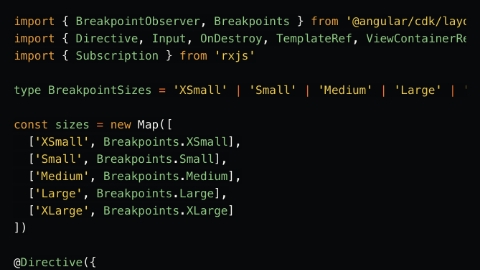 import { BreakpointObserver, Breakpoints } from '@angular/cdk/layo
import { Directive, Input, OnDestroy, TemplateRef, ViewContainerRe
import { Subscription } from 'rxjs'
type BreakpointSizes = 'XSmall' | 'Small' | 'Medium' | 'Large' | '
const sizes = new Map([
['XSmall', Breakpoints.XSmall],
['Small', Breakpoints.Small],
['Medium', Breakpoints.Medium],
['Large', Breakpoints.Large],
['XLarge', Breakpoints.XLarge]
])
@Directive({